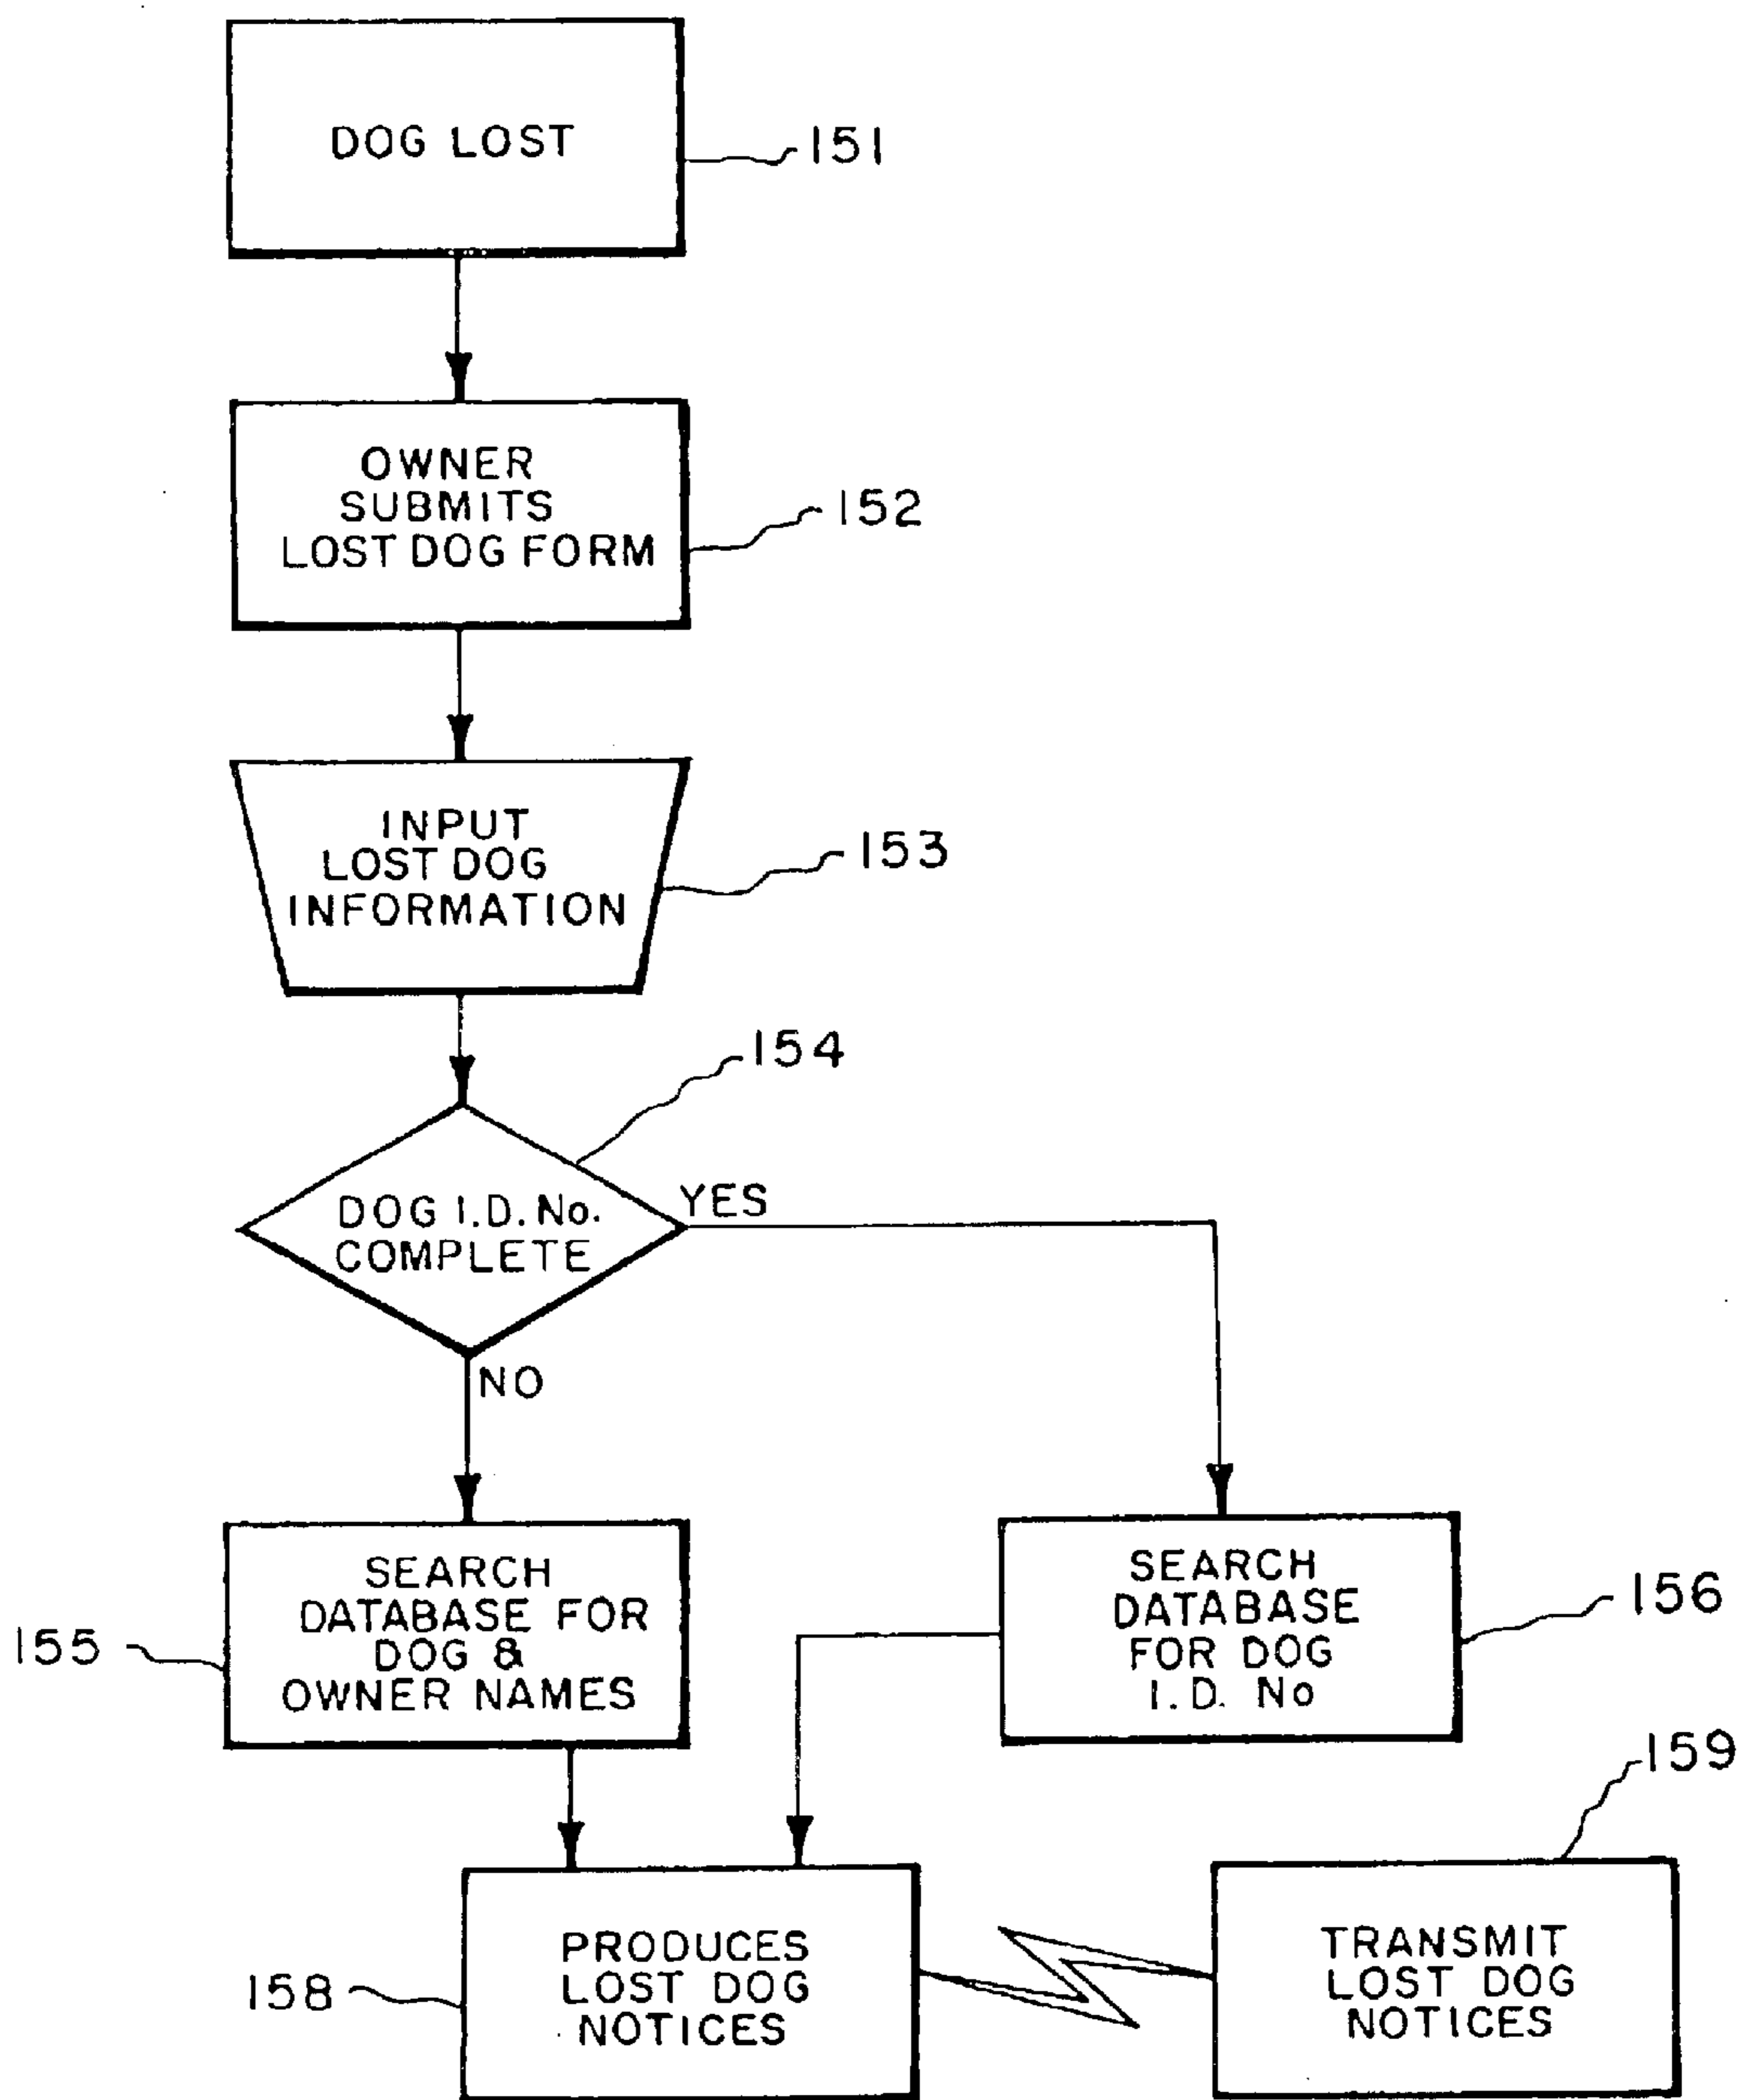 DOG LOST
151
OWNER
SUBMITS
LOST DOG FORM
152
INPUT
LOST DOG
INFORMATION
153
154
DOG I.D. No.
COMPLETE
YES
NO
SEARCH
DATABASE FOR
DOG &
OWNER NAMES
155
SEARCH
DATABASE
FOR DOG
I.D. No
156
PRODUCES
LOST DOG
NOTICES
158
159
TRANSMIT
LOST DOG
NOTICES